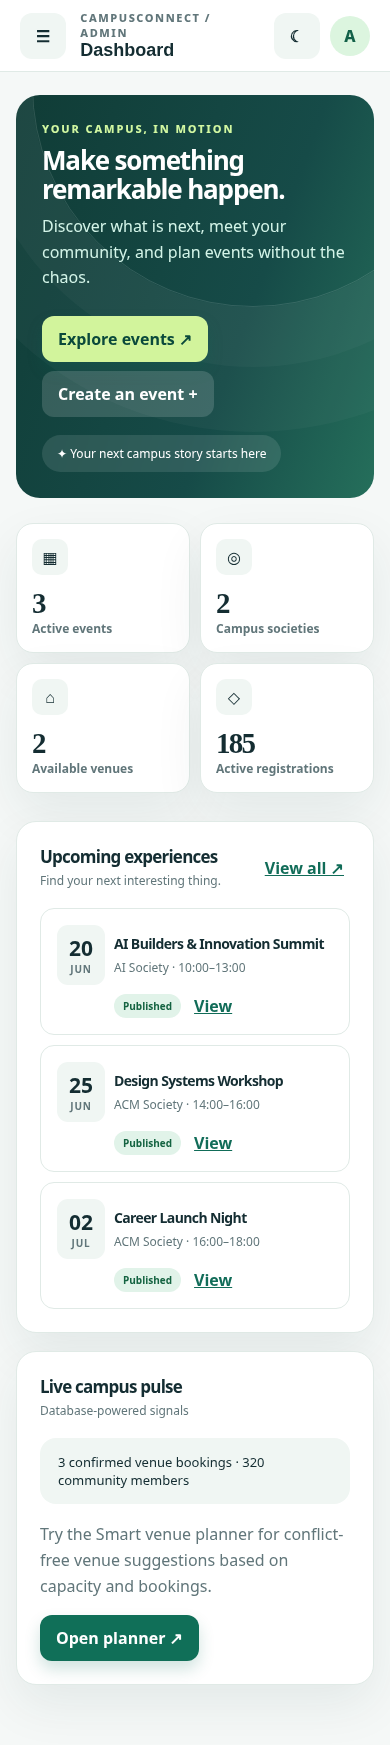 ☰
CAMPUSCONNECT /
ADMIN
Dashboard
☾
A
YOUR CAMPUS, IN MOTION
Make something
remarkable happen.
Discover what is next, meet your
community, and plan events without the
chaos.
Explore events ↗
Create an event +
✦ Your next campus story starts here
▦
3
Active events
◎
2
Campus societies
⌂
2
Available venues
◇
185
Active registrations
Upcoming experiences
Find your next interesting thing.
View all ↗
20
JUN
AI Builders & Innovation Summit
AI Society · 10:00–13:00
Published View
25
JUN
Design Systems Workshop
ACM Society · 14:00–16:00
Published View
02
JUL
Career Launch Night
ACM Society · 16:00–18:00
Published View
Live campus pulse
Database-powered signals
3 confirmed venue bookings · 320
community members
Try the Smart venue planner for conflict-
free venue suggestions based on
capacity and bookings.
Open planner ↗